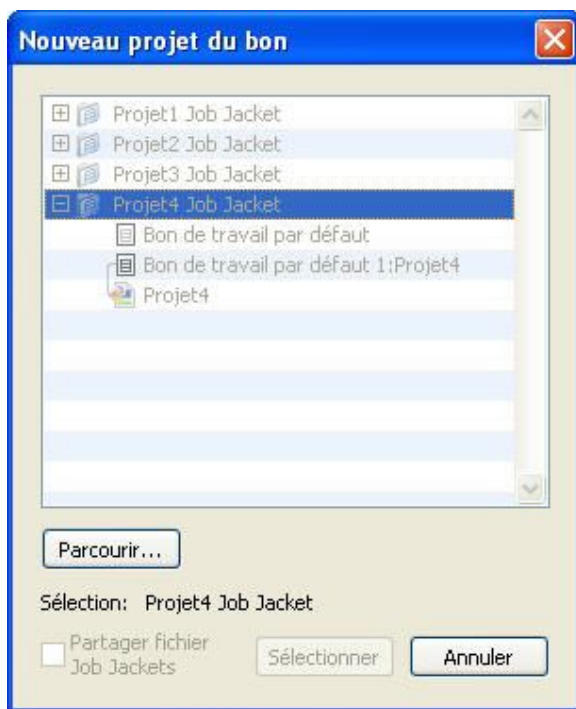 Nouveau projet du bon
Projet1 Job Jacket
Projet2 Job Jacket
Projet3 Job Jacket
Projet4 Job Jacket
Bon de travail par défaut
Bon de travail par défaut 1:Projet4
Projet4
Parcourir...
Sélection: Projet4 Job Jacket
Partager fichier
Job Jackets
Sélectionner
Annuler